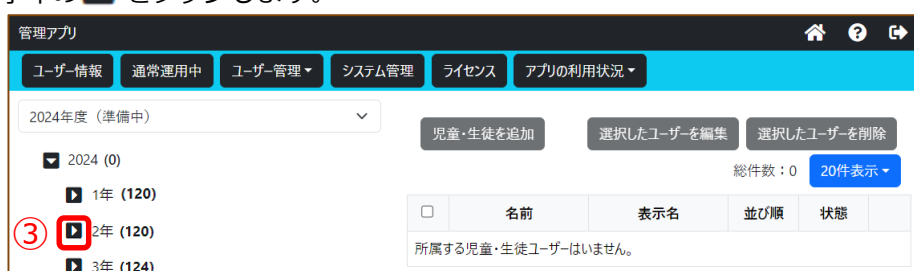 管理アプリ
ユーザー情報 通常運用中 ユーザー管理 システム管理 ライセンス アプリの利用状況
2024年度（準備中）
児童・生徒を追加 選択したユーザーを編集 選択したユーザーを削除
2024 (0)
総件数：0 20件表示
1年 (120)
名前 表示名 並び順 状態
③ 2年 (120)
所属する児童・生徒ユーザーはいません。
3年 (124)